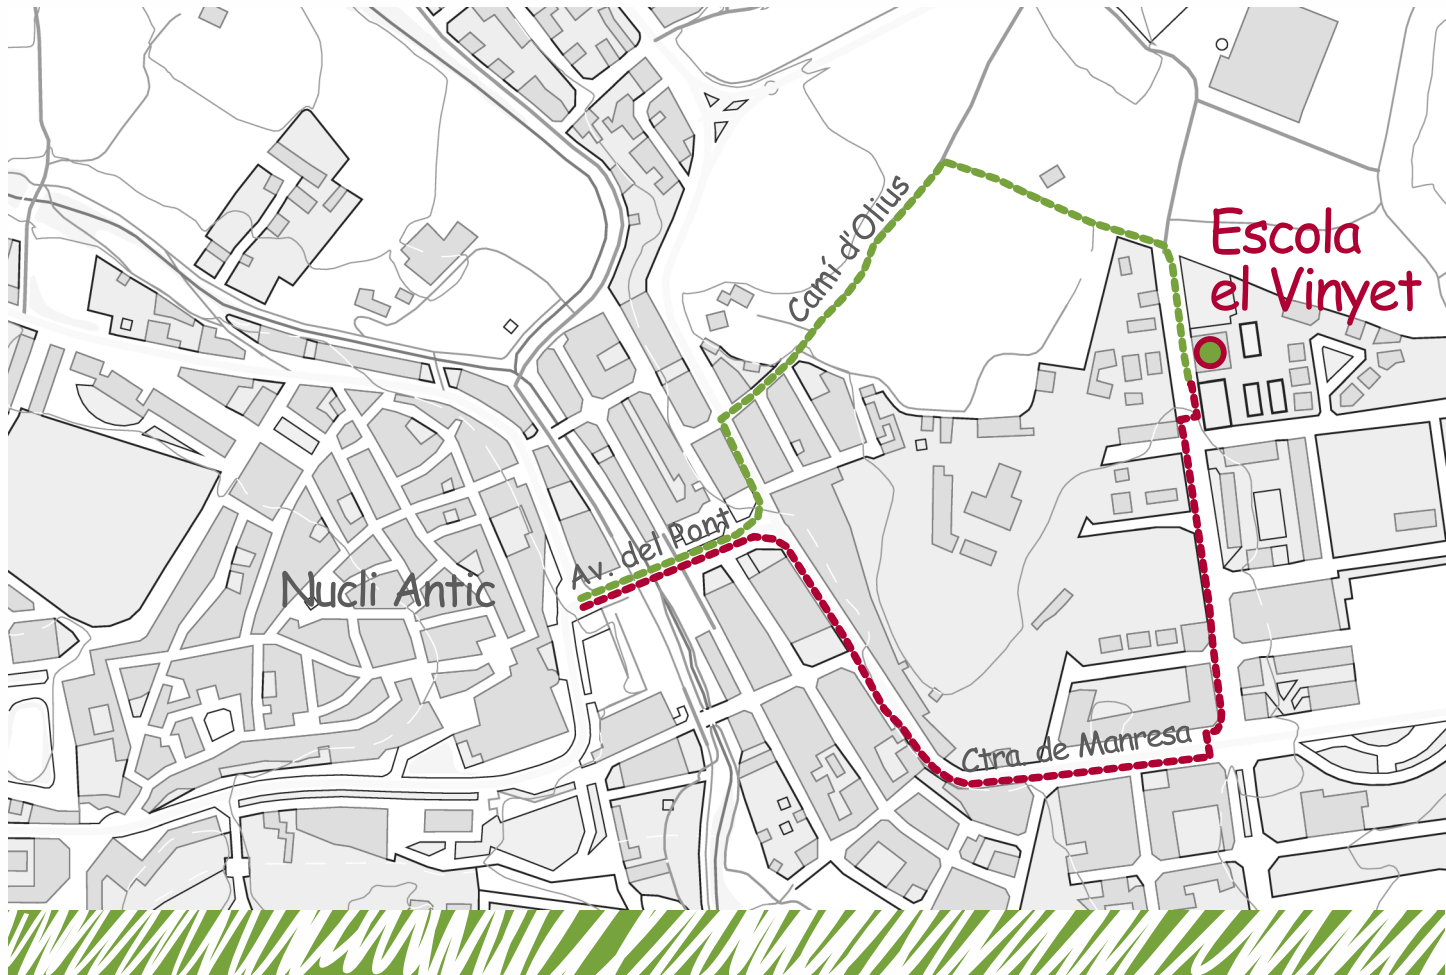 Camí d'Olius
Escola
el Vinyet
Av. del Pont
Nucli Antic
Ctra. de Manresa